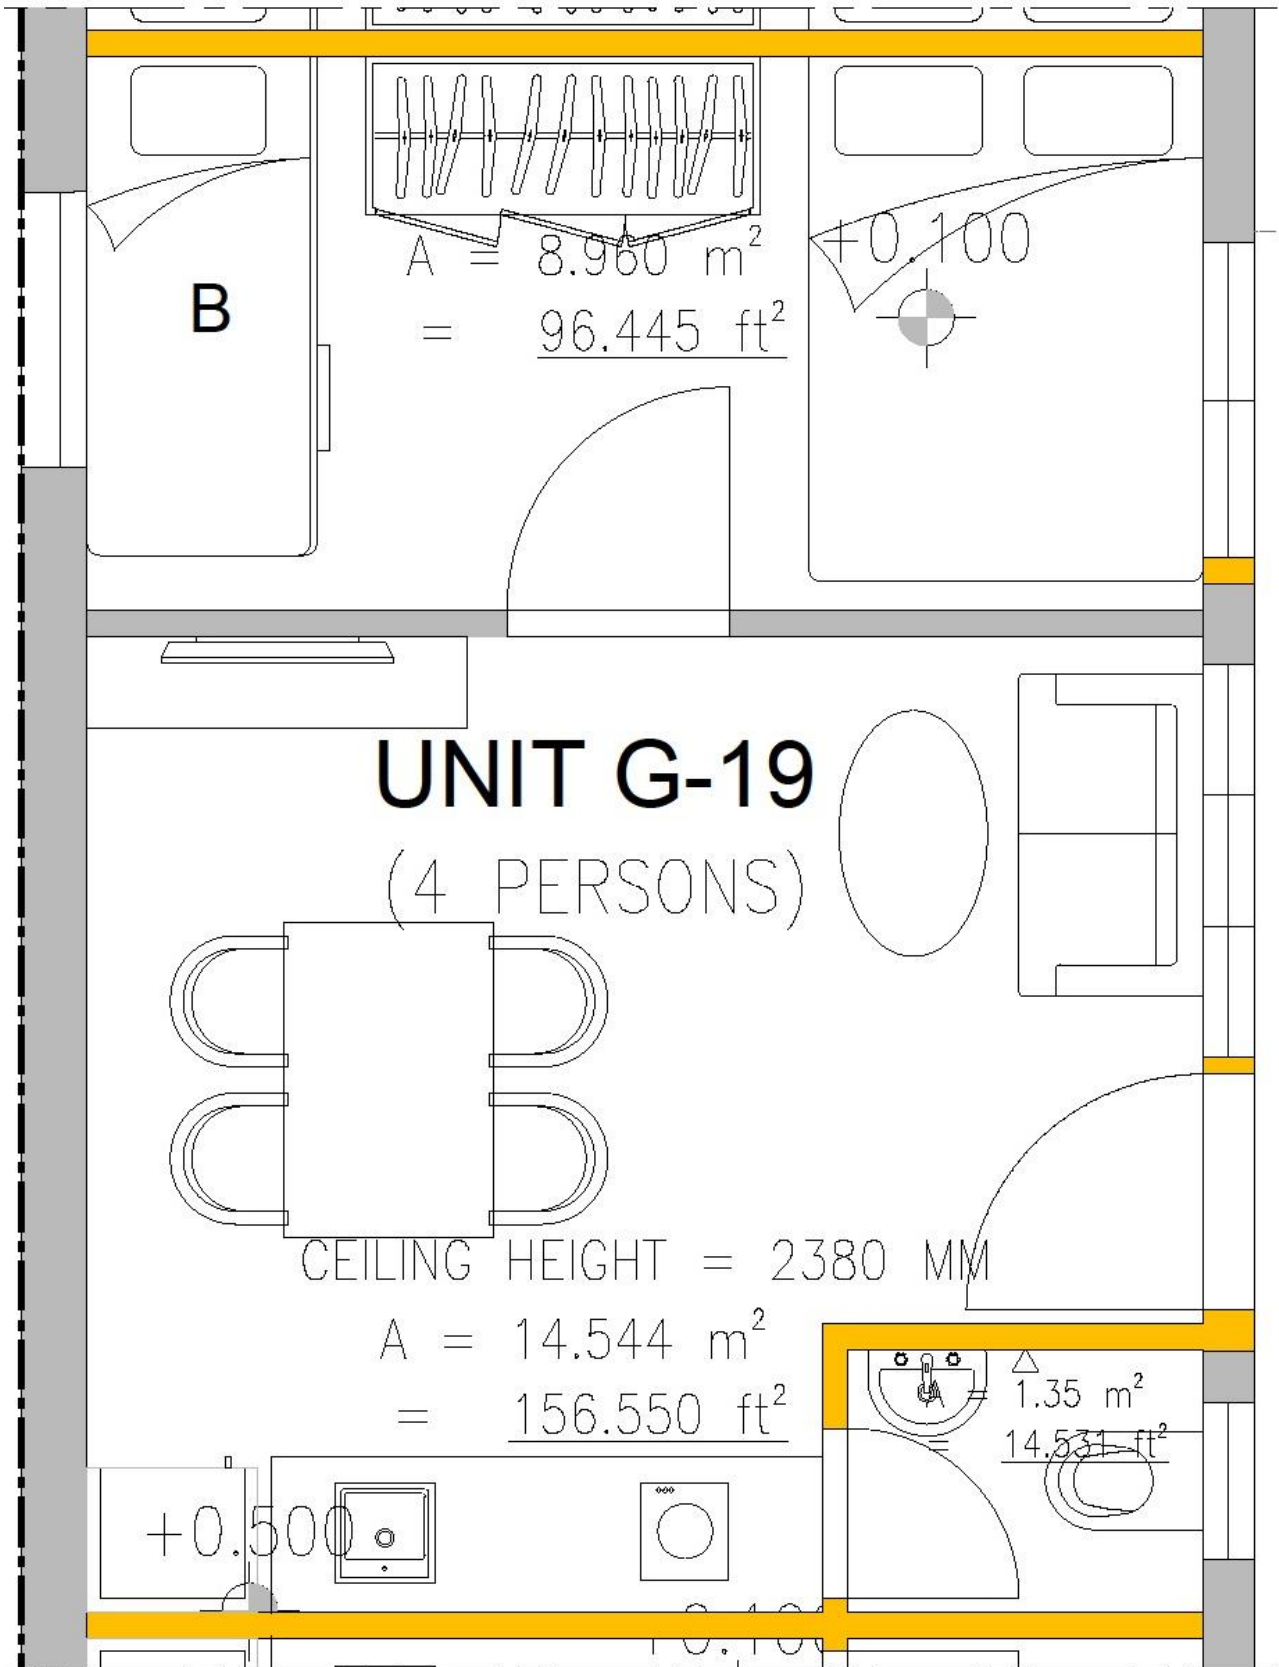 +0.100
A = 8.960 m²
= 96.445 ft²
B
UNIT G-19
(4 PERSONS)
CEILING HEIGHT = 2380 MM
A = 14.544 m²
= 156.550 ft²
A = 1.35 m²
= 14.531 ft²
+0.500